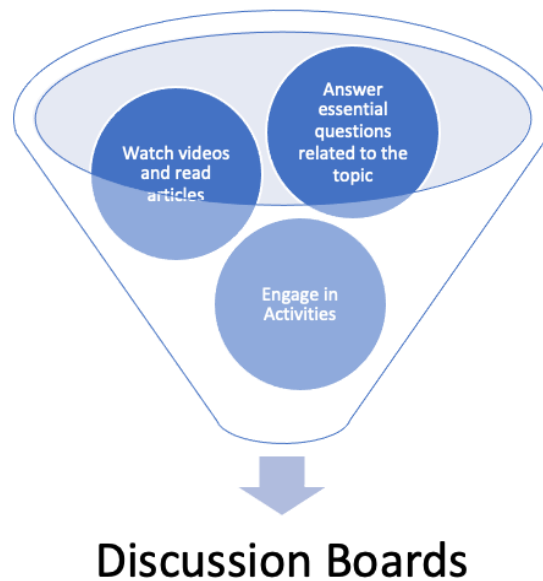 Answer
essential
questions
related to the
topic
Watch videos
and read
articles
Engage in
Activities
Discussion Boards